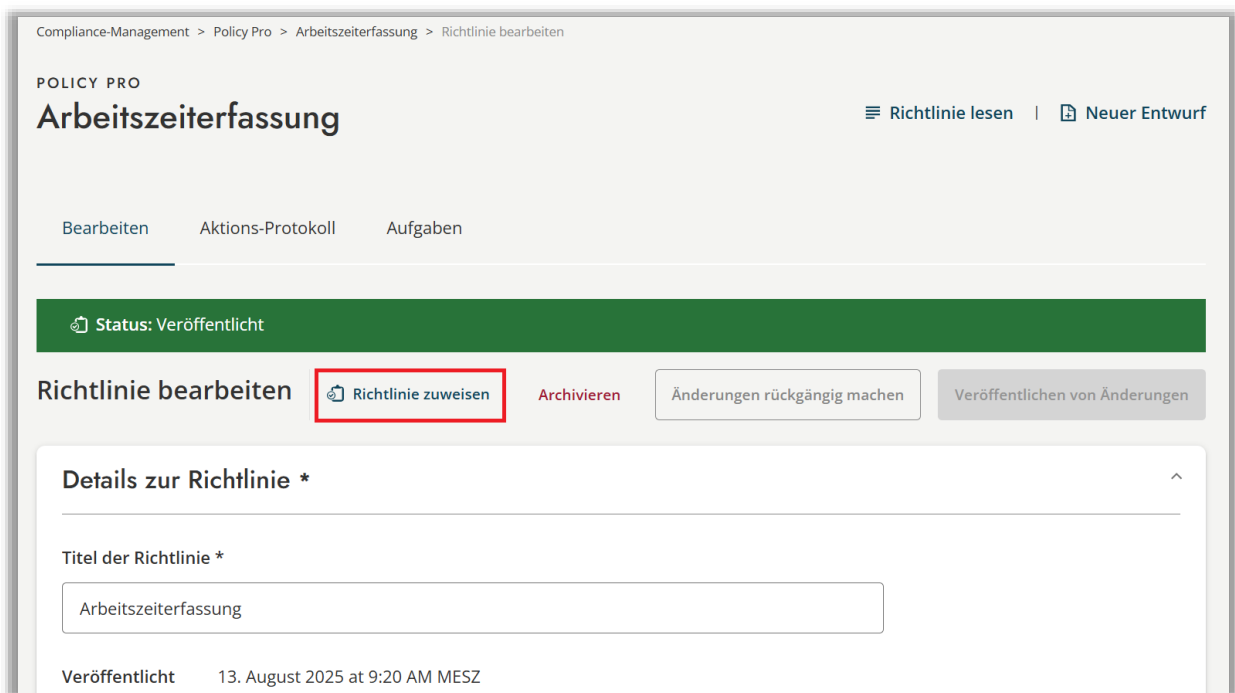 Compliance-Management > Policy Pro > Arbeitszeiterfassung > Richtlinie bearbeiten
POLICY PRO
Arbeitszeiterfassung
Richtlinie lesen | Neuer Entwurf
Bearbeiten Aktions-Protokoll Aufgaben
Status: Veröffentlicht
Richtlinie bearbeiten Richtlinie zuweisen Archivieren Änderungen rückgängig machen Veröffentlichen von Änderungen
Details zur Richtlinie *
Titel der Richtlinie *
Arbeitszeiterfassung
Veröffentlicht 13. August 2025 at 9:20 AM MESZ